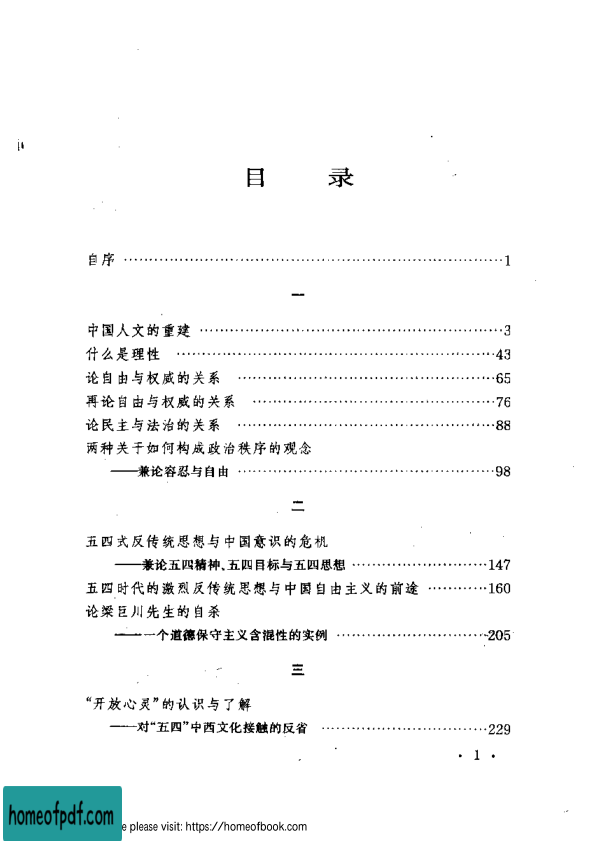 目 录
自序 …… 1
一
中国人文的重建 …… 3
什么是理性 …… 43
论自由与权威的关系 …… 65
再论自由与权威的关系 …… 76
论民主与法治的关系 …… 88
两种关于如何构成政治秩序的观念
——兼论容忍与自由 …… 98
二
五四式反传统思想与中国意识的危机
——兼论五四精神、五四目标与五四思想 …… 147
五四时代的激烈反传统思想与中国自由主义的前途 …… 160
论梁巨川先生的自杀
——一个道德保守主义含混性的实例 …… 205
三
“开放心灵”的认识与了解
——对“五四”中西文化接触的反省 …… 229
· 1 ·
homeofpdf.com
e please visit: https://homeofbook.com